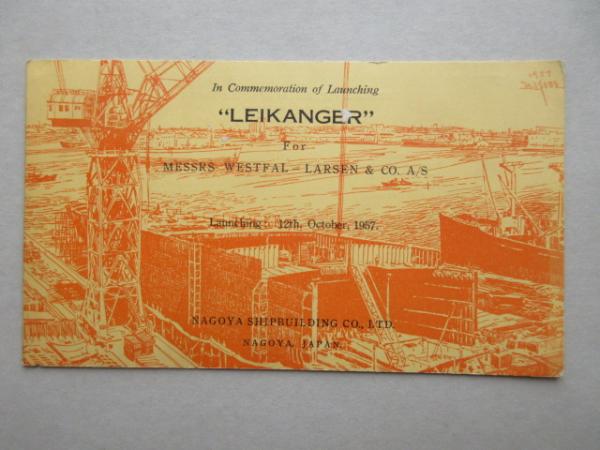 In Commemoration of Launching
"LEIKANGER"
For
MESSRS WESTFAL - LARSEN & CO. A/S
Launching: 12th, October, 1957.
NAGOYA SHIPBUILDING CO., LTD.
NAGOYA, JAPAN.
1957